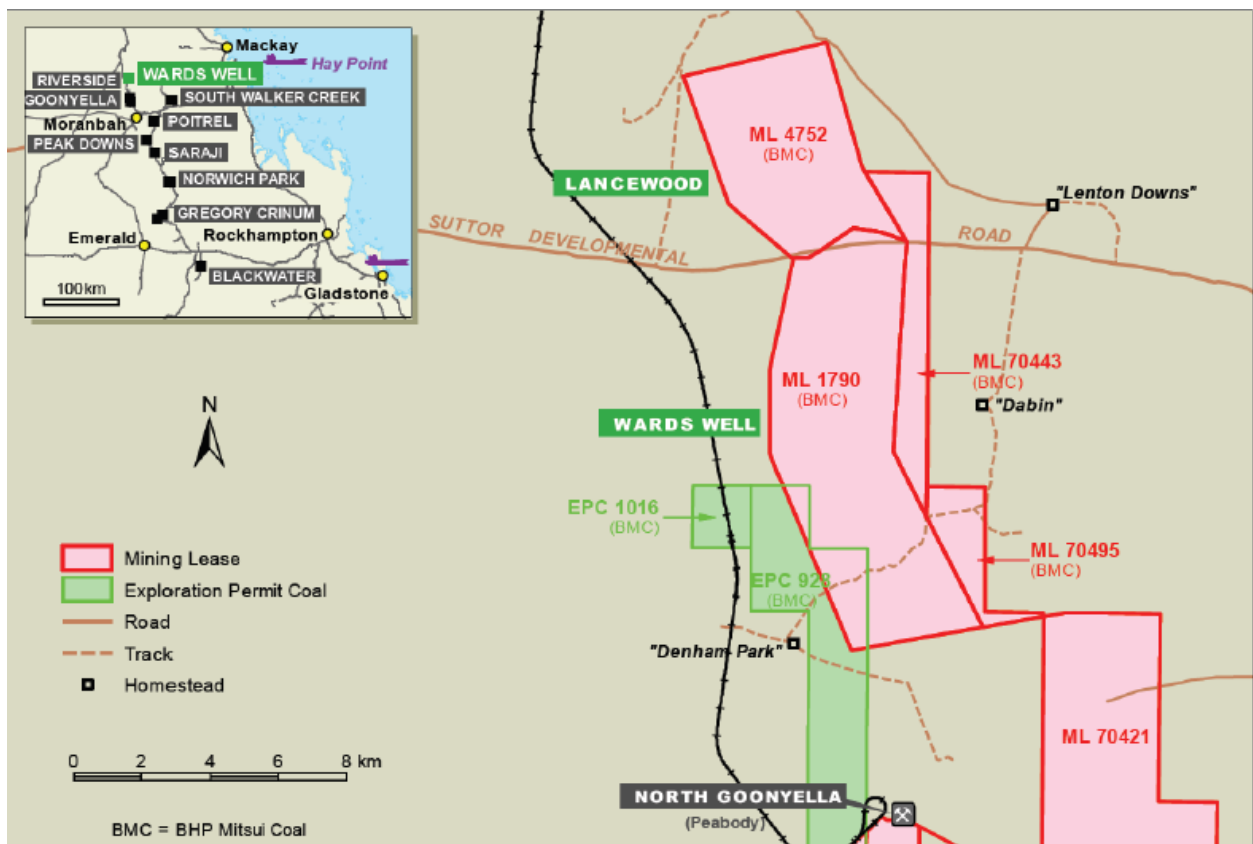 Mackay
Hay Point
WARDS WELL
RIVERSIDE
GOONYELLA
SOUTH WALKER CREEK
Moranbah
POITREL
PEAK DOWNS
SARAJI
NORWICH PARK
GREGORY CRINUM
Emerald
Rockhampton
BLACKWATER
Gladstone
100km
ML 4752
(BMC)
LANCEWOOD
"Lenton Downs"
SUTTOR DEVELOPMENTAL ROAD
ML 70443
(BMC)
ML 1790
(BMC)
"Dabin"
WARDS WELL
EPC 1016
(BMC)
ML 70495
(BMC)
EPC 928
(BMC)
"Denham Park"
ML 70421
NORTH GOONYELLA
(Peabody)
N
Mining Lease
Exploration Permit Coal
Road
Track
Homestead
0 2 4 6 8 km
BMC = BHP Mitsui Coal